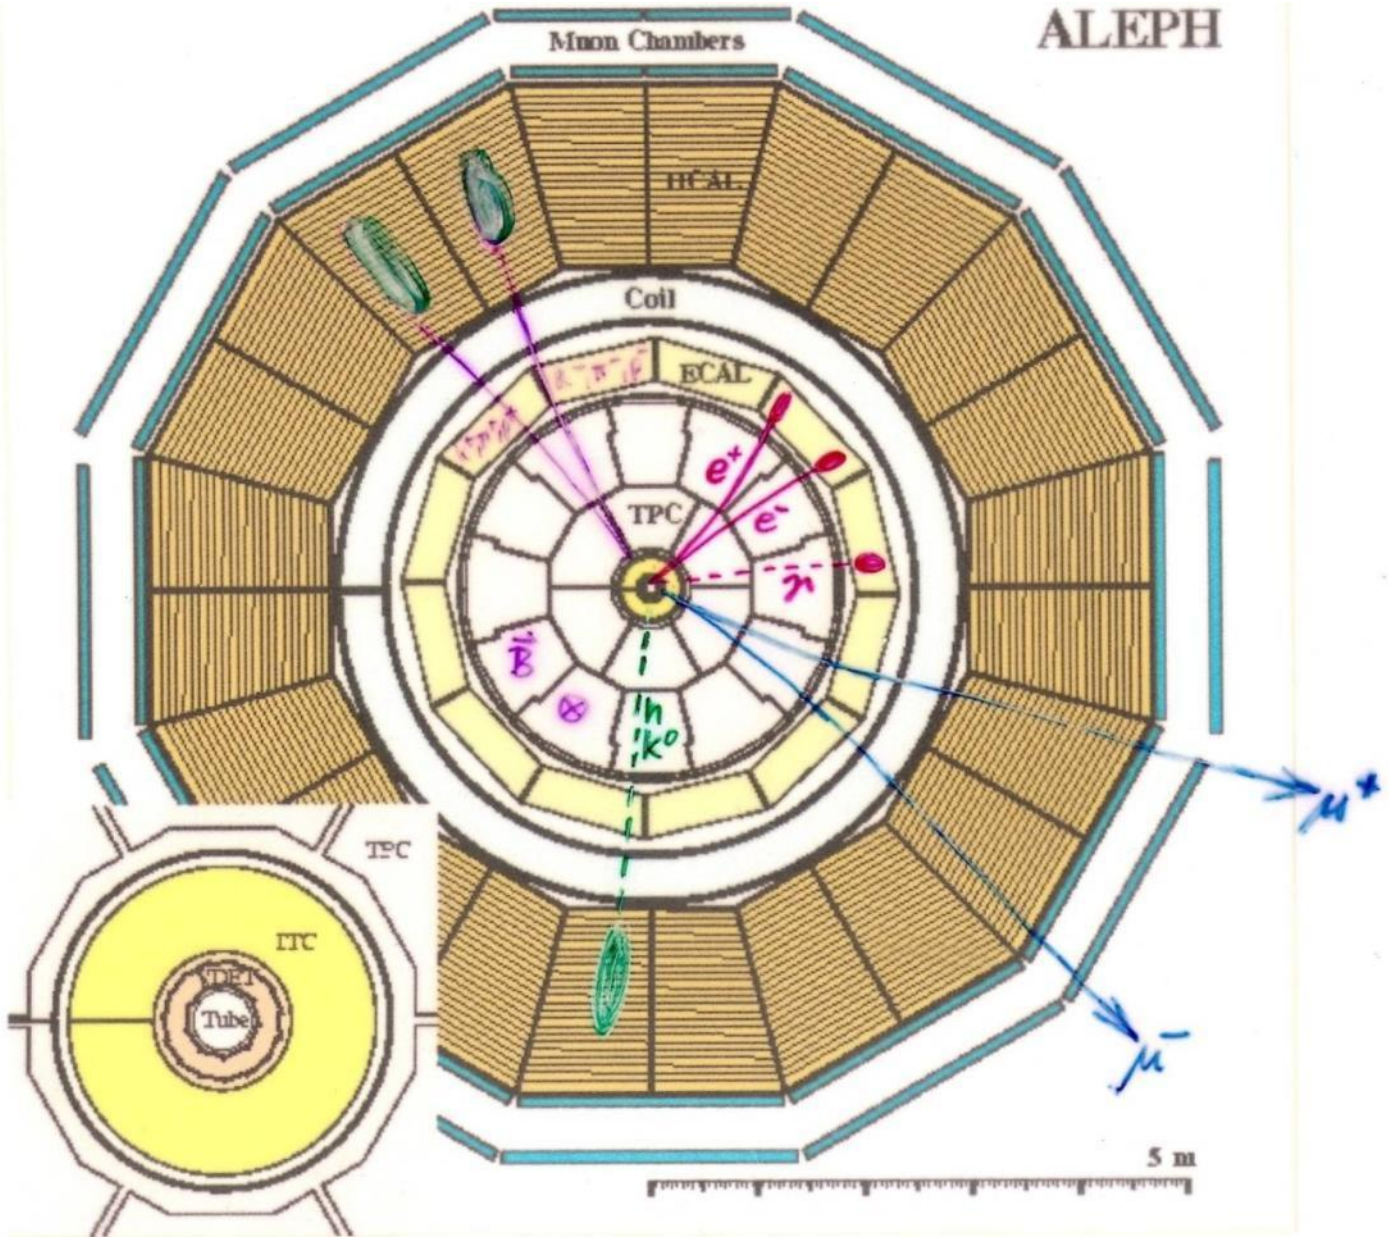 ALEPH
Muon Chambers
HCAL
Coil
ECAL
e+
TPC
e-
B
n
K0
μ+
TPC
ITC
VDET
Tube
μ-
5 m